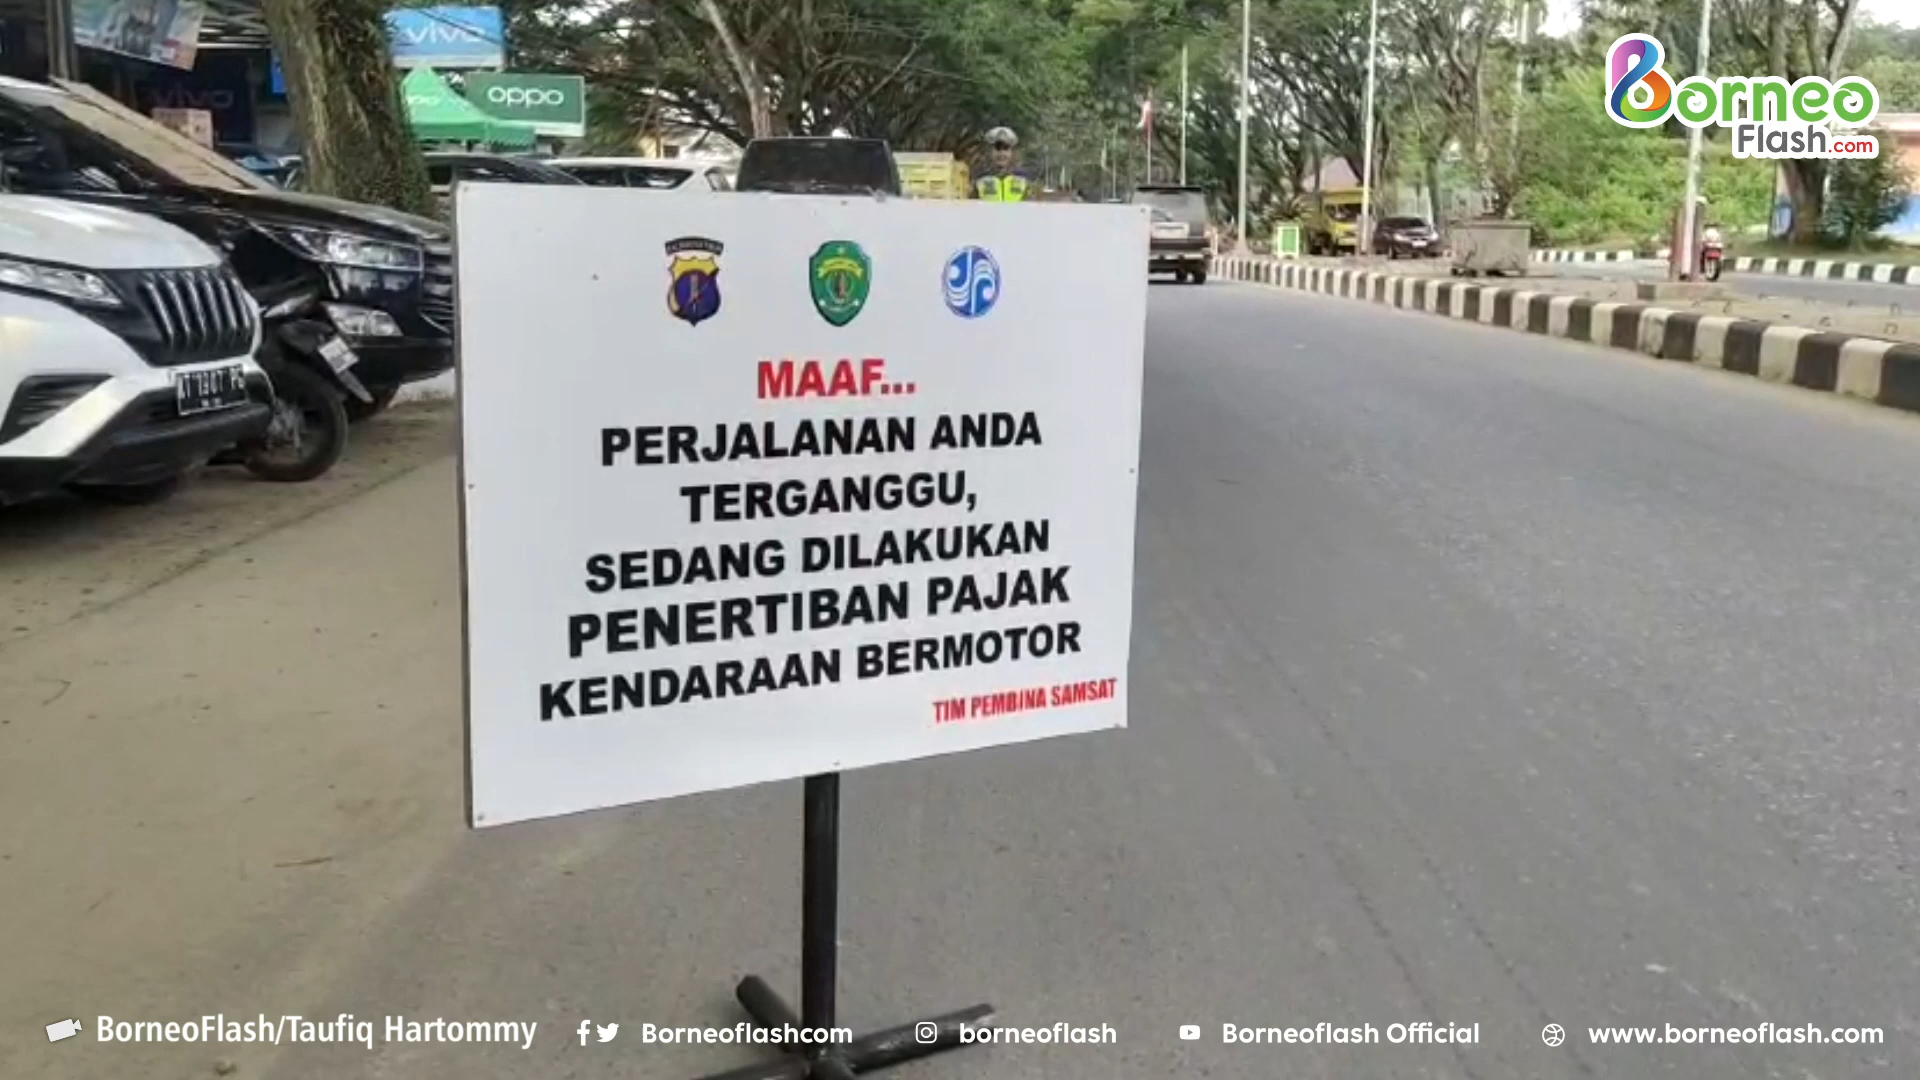 vivo
oppo
vivo
Borneo
Flash.com
MAAF...
PERJALANAN ANDA
TERGANGGU,
SEDANG DILAKUKAN
PENERTIBAN PAJAK
KENDARAAN BERMOTOR
TIM PEMBINA SAMSAT
BorneoFlash/Taufiq Hartommy
Borneoflashcom
borneoflash
Borneoflash Official
www.borneoflash.com